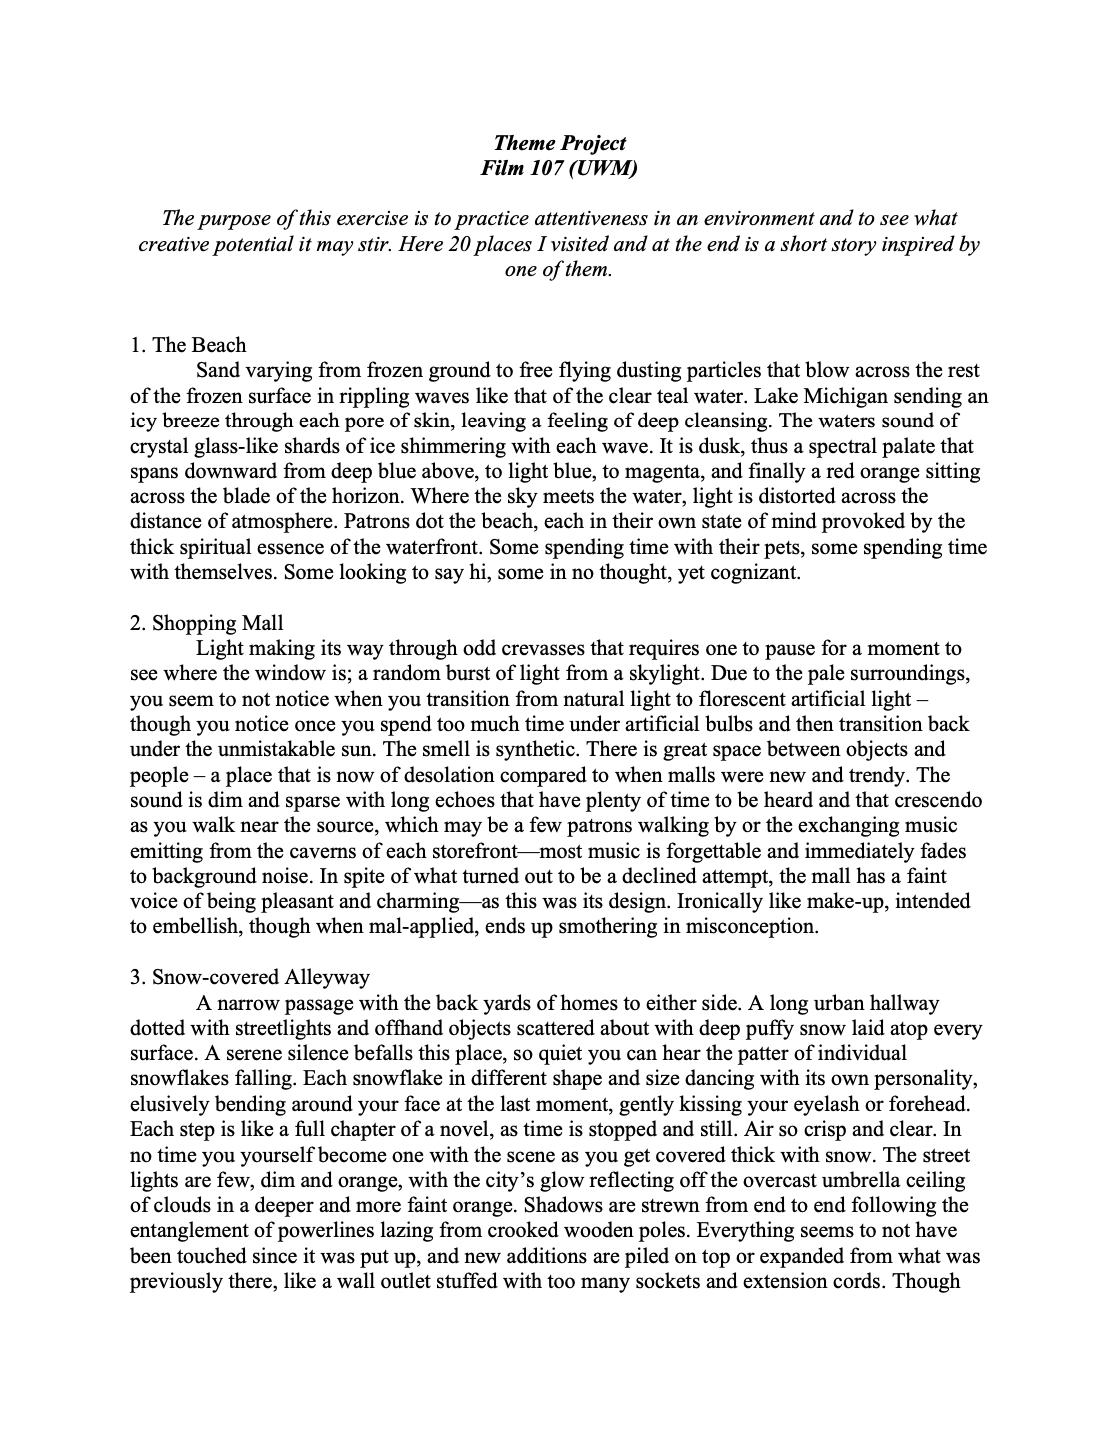 Theme Project
Film 107 (UWM)
The purpose of this exercise is to practice attentiveness in an environment and to see what
creative potential it may stir. Here 20 places I visited and at the end is a short story inspired by
one of them.
1. The Beach
Sand varying from frozen ground to free flying dusting particles that blow across the rest
of the frozen surface in rippling waves like that of the clear teal water. Lake Michigan sending an
icy breeze through each pore of skin, leaving a feeling of deep cleansing. The waters sound of
crystal glass-like shards of ice shimmering with each wave. It is dusk, thus a spectral palate that
spans downward from deep blue above, to light blue, to magenta, and finally a red orange sitting
across the blade of the horizon. Where the sky meets the water, light is distorted across the
distance of atmosphere. Patrons dot the beach, each in their own state of mind provoked by the
thick spiritual essence of the waterfront. Some spending time with their pets, some spending time
with themselves. Some looking to say hi, some in no thought, yet cognizant.
2. Shopping Mall
Light making its way through odd crevasses that requires one to pause for a moment to
see where the window is; a random burst of light from a skylight. Due to the pale surroundings,
you seem to not notice when you transition from natural light to florescent artificial light –
though you notice once you spend too much time under artificial bulbs and then transition back
under the unmistakable sun. The smell is synthetic. There is great space between objects and
people – a place that is now of desolation compared to when malls were new and trendy. The
sound is dim and sparse with long echoes that have plenty of time to be heard and that crescendo
as you walk near the source, which may be a few patrons walking by or the exchanging music
emitting from the caverns of each storefront—most music is forgettable and immediately fades
to background noise. In spite of what turned out to be a declined attempt, the mall has a faint
voice of being pleasant and charming—as this was its design. Ironically like make-up, intended
to embellish, though when mal-applied, ends up smothering in misconception.
3. Snow-covered Alleyway
A narrow passage with the back yards of homes to either side. A long urban hallway
dotted with streetlights and offhand objects scattered about with deep puffy snow laid atop every
surface. A serene silence befalls this place, so quiet you can hear the patter of individual
snowflakes falling. Each snowflake in different shape and size dancing with its own personality,
elusively bending around your face at the last moment, gently kissing your eyelash or forehead.
Each step is like a full chapter of a novel, as time is stopped and still. Air so crisp and clear. In
no time you yourself become one with the scene as you get covered thick with snow. The street
lights are few, dim and orange, with the city’s glow reflecting off the overcast umbrella ceiling
of clouds in a deeper and more faint orange. Shadows are strewn from end to end following the
entanglement of powerlines lazing from crooked wooden poles. Everything seems to not have
been touched since it was put up, and new additions are piled on top or expanded from what was
previously there, like a wall outlet stuffed with too many sockets and extension cords. Though